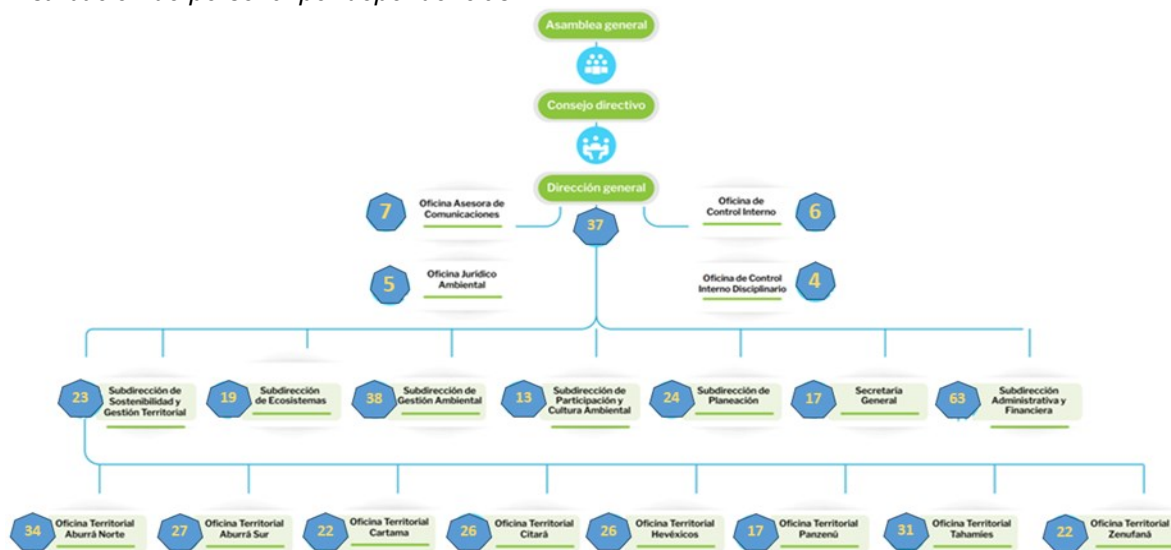 Asamblea general
Consejo directivo
Dirección general
37
7
Oficina Asesora de
Comunicaciones
Oficina de
Control Interno
6
5
Oficina Jurídico
Ambiental
Oficina de Control
Interno Disciplinario
4
23
Subdirección de
Sostenibilidad y
Gestión Territorial
19
Subdirección
de Ecosistemas
38
Subdirección de
Gestión Ambiental
13
Subdirección de
Participación y
Cultura Ambiental
24
Subdirección de
Planeación
17
Secretaría
General
63
Subdirección
Administrativa y
Financiera
34
Oficina Territorial
Aburrá Norte
27
Oficina Territorial
Aburrá Sur
22
Oficina Territorial
Cartama
26
Oficina Territorial
Citará
26
Oficina Territorial
Hevéxicos
17
Oficina Territorial
Panzenú
31
Oficina Territorial
Tahamíes
22
Oficina Territorial
Zenufaná